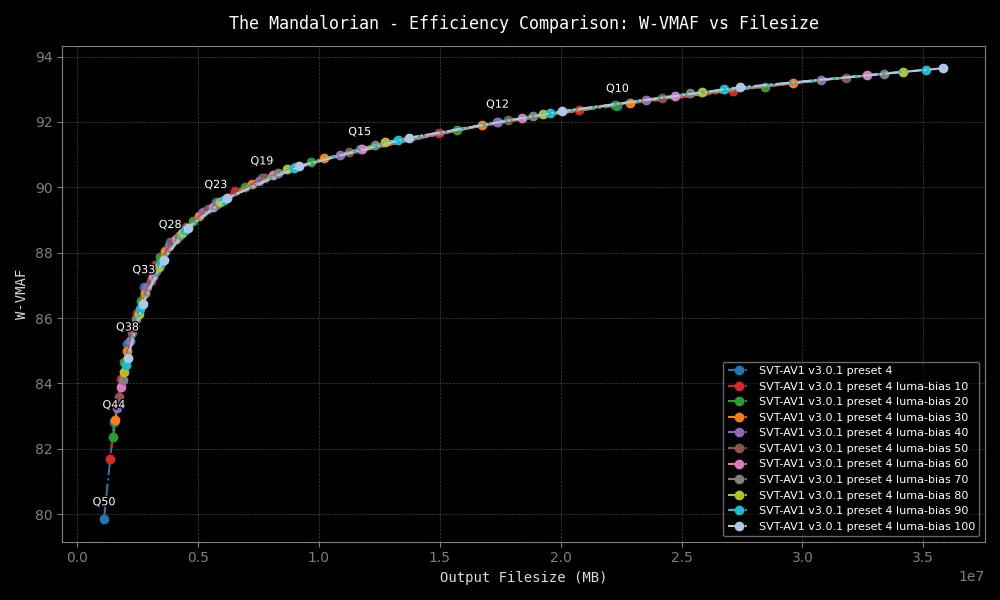 The Mandalorian - Efficiency Comparison: W-VMAF vs Filesize
94
92
90
88
86
84
82
80
W-VMAF
Q10
Q12
Q15
Q19
Q23
Q28
Q33
Q38
Q44
Q50
SVT-AV1 v3.0.1 preset 4
SVT-AV1 v3.0.1 preset 4 luma-bias 10
SVT-AV1 v3.0.1 preset 4 luma-bias 20
SVT-AV1 v3.0.1 preset 4 luma-bias 30
SVT-AV1 v3.0.1 preset 4 luma-bias 40
SVT-AV1 v3.0.1 preset 4 luma-bias 50
SVT-AV1 v3.0.1 preset 4 luma-bias 60
SVT-AV1 v3.0.1 preset 4 luma-bias 70
SVT-AV1 v3.0.1 preset 4 luma-bias 80
SVT-AV1 v3.0.1 preset 4 luma-bias 90
SVT-AV1 v3.0.1 preset 4 luma-bias 100
0.0 0.5 1.0 1.5 2.0 2.5 3.0 3.5
1e7
Output Filesize (MB)